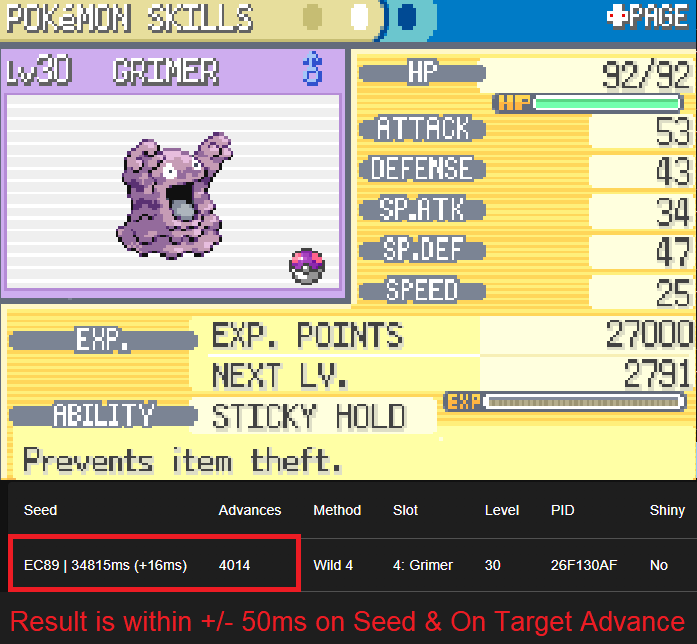 POKéMON SKILLS PAGE
Lv30 GRIMER ♂
HP 92/92
HP
ATTACK 53
DEFENSE 43
SP.ATK 34
SP.DEF 47
SPEED 25
EXP. EXP. POINTS 27000
NEXT LV. 2791
EXP
ABILITY STICKY HOLD
Prevents item theft.
Seed Advances Method Slot Level PID Shiny
EC89 | 34815ms (+16ms) 4014 Wild 4 4: Grimer 30 26F130AF No
Result is within +/- 50ms on Seed & On Target Advance